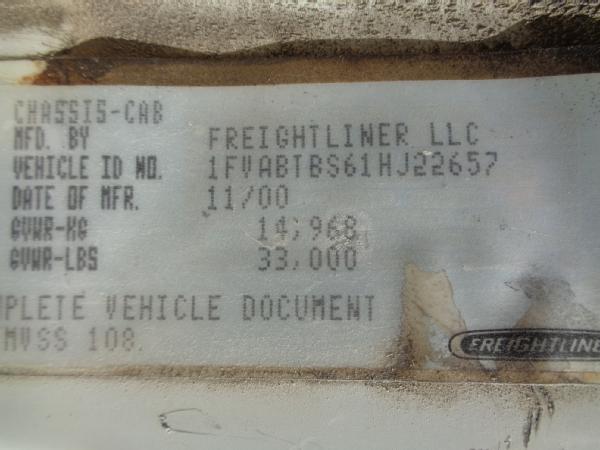 CHASSIS-CAB
MFD. BY FREIGHTLINER LLC
VEHICLE ID NO. 1FVABTBS61HJ22657
DATE OF MFR. 11/00
GVWR-KG 14,968
GVWR-LBS 33,000
MPLETE VEHICLE DOCUMENT
MVSS 108.
FREIGHTLINE